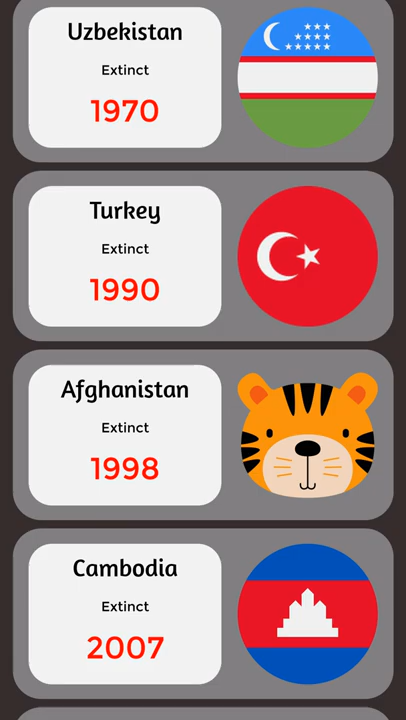 Uzbekistan
Extinct
1970
Turkey
Extinct
1990
Afghanistan
Extinct
1998
Cambodia
Extinct
2007